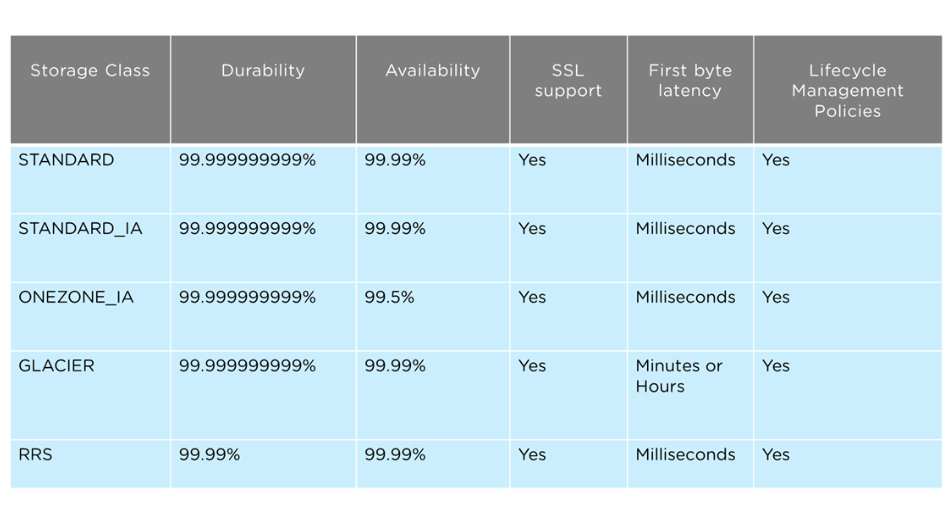 Storage Class Durability Availability SSL support First byte latency Lifecycle Management Policies
STANDARD 99.999999999% 99.99% Yes Milliseconds Yes
STANDARD_IA 99.999999999% 99.99% Yes Milliseconds Yes
ONEZONE_IA 99.999999999% 99.5% Yes Milliseconds Yes
GLACIER 99.999999999% 99.99% Yes Minutes or Hours Yes
RRS 99.99% 99.99% Yes Milliseconds Yes